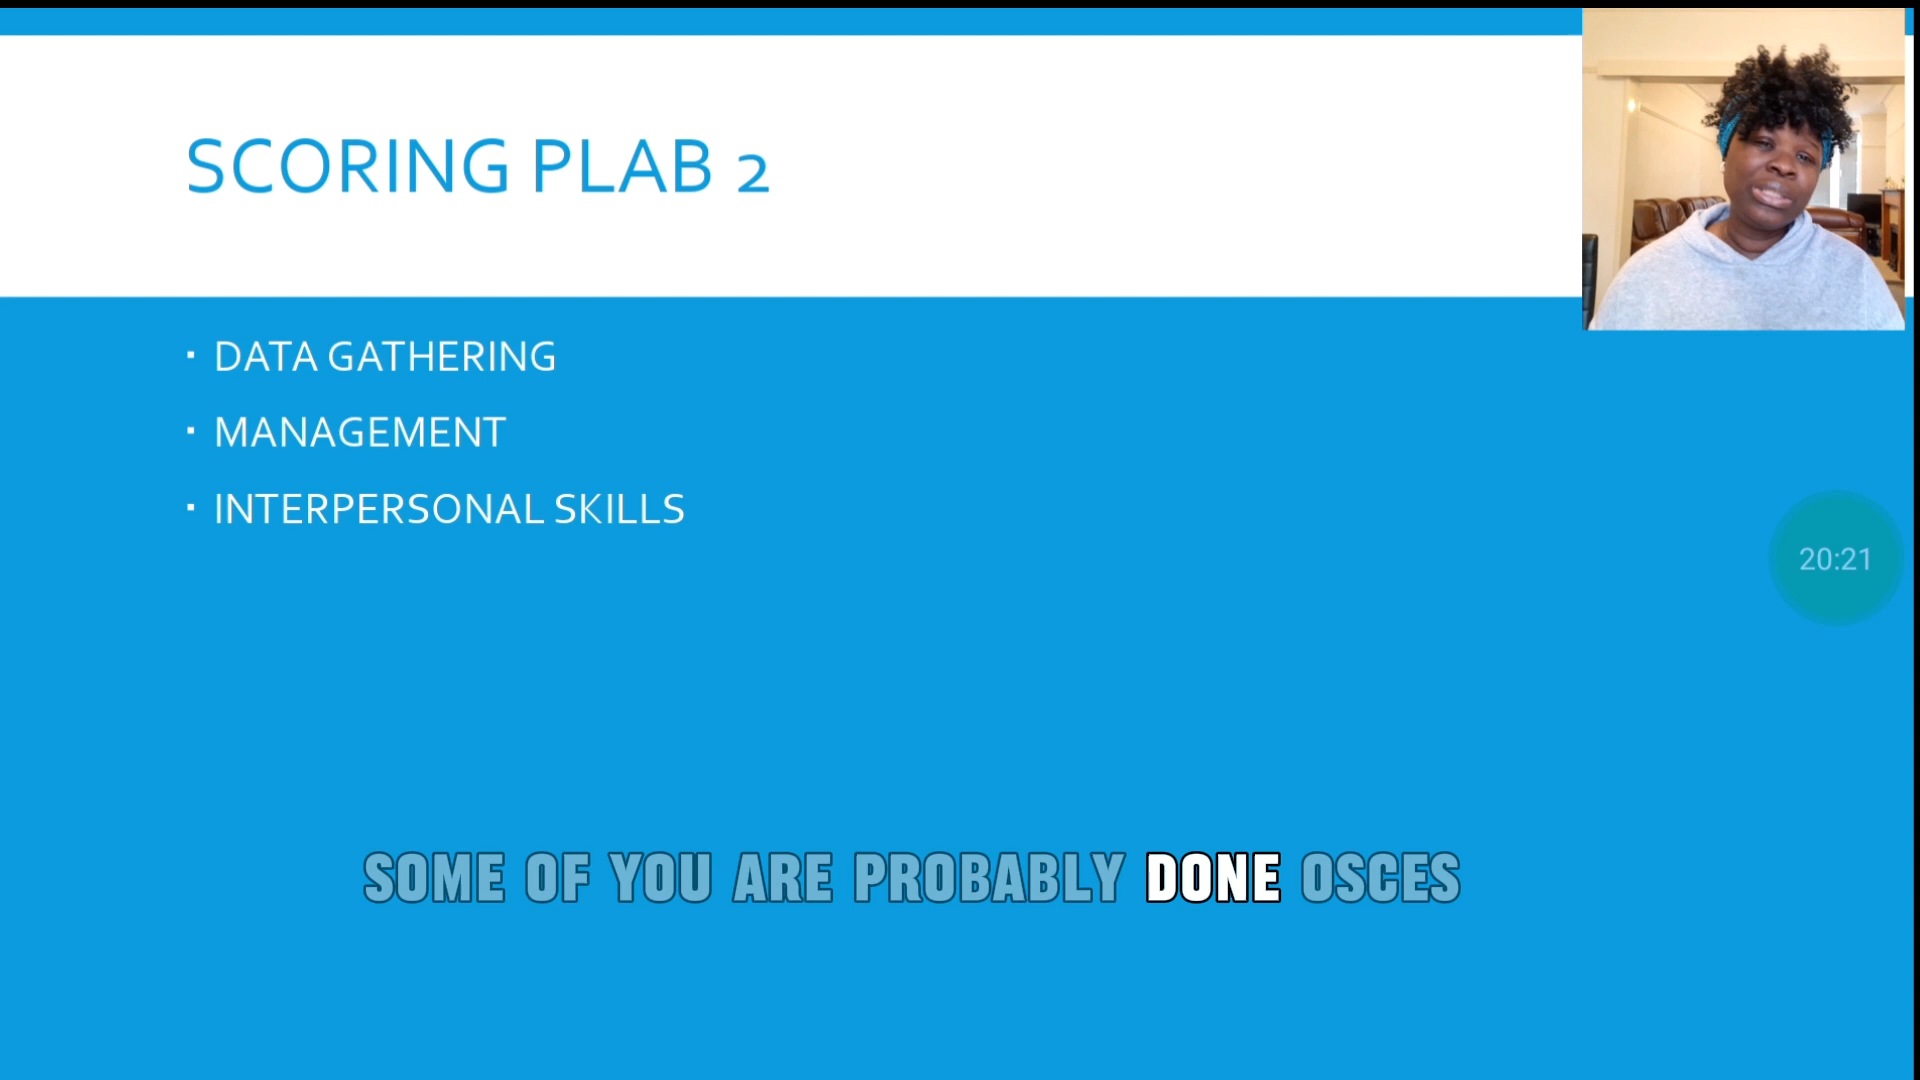 SCORING PLAB 2
▪ DATA GATHERING
▪ MANAGEMENT
▪ INTERPERSONAL SKILLS
20:21
SOME OF YOU ARE PROBABLY DONE OSCES